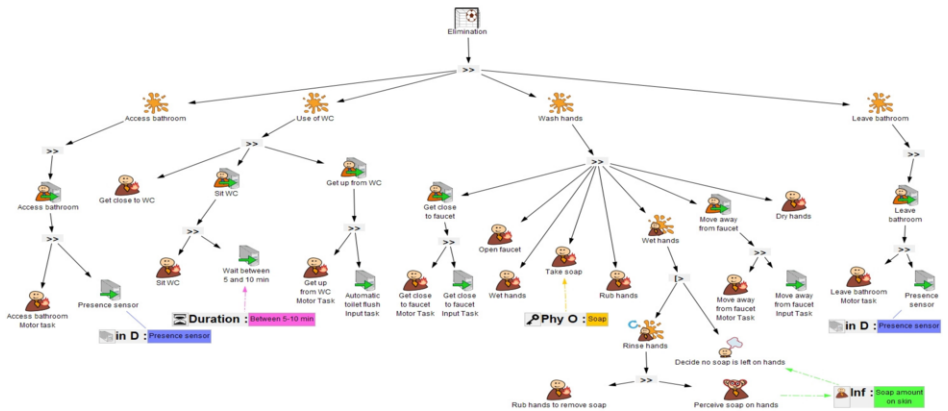 Elimination
>>
Access bathroom
Use of WC
Wash hands
Leave bathroom
>>
>>
>>
>>
Access bathroom
Get close to WC
Sit WC
Get up from WC
Get close
to faucet
Open faucet
Take soap
Wet hands
Move away
from faucet
Dry hands
Leave
bathroom
>>
>>
>>
>>
[>
>>
>>
Access bathroom
Motor task
Presence sensor
Sit WC
Wait between
5 and 10 min
Get up
from WC
Motor Task
Automatic
toilet flush
Input task
Get close
to faucet
Motor Task
Get close
to faucet
Input Task
Wet hands
Rub hands
Move away
from faucet
Motor Task
Move away
from faucet
Input Task
Leave bathroom
Motor task
Presence
sensor
in D : Presence sensor
Duration : Between 5-10 min
Phy O : Soap
in D : Presence sensor
Rinse hands
Decide no soap is left on hands
>>
Rub hands to remove soap
Perceive soap on hands
Inf : Soap amount
on skin